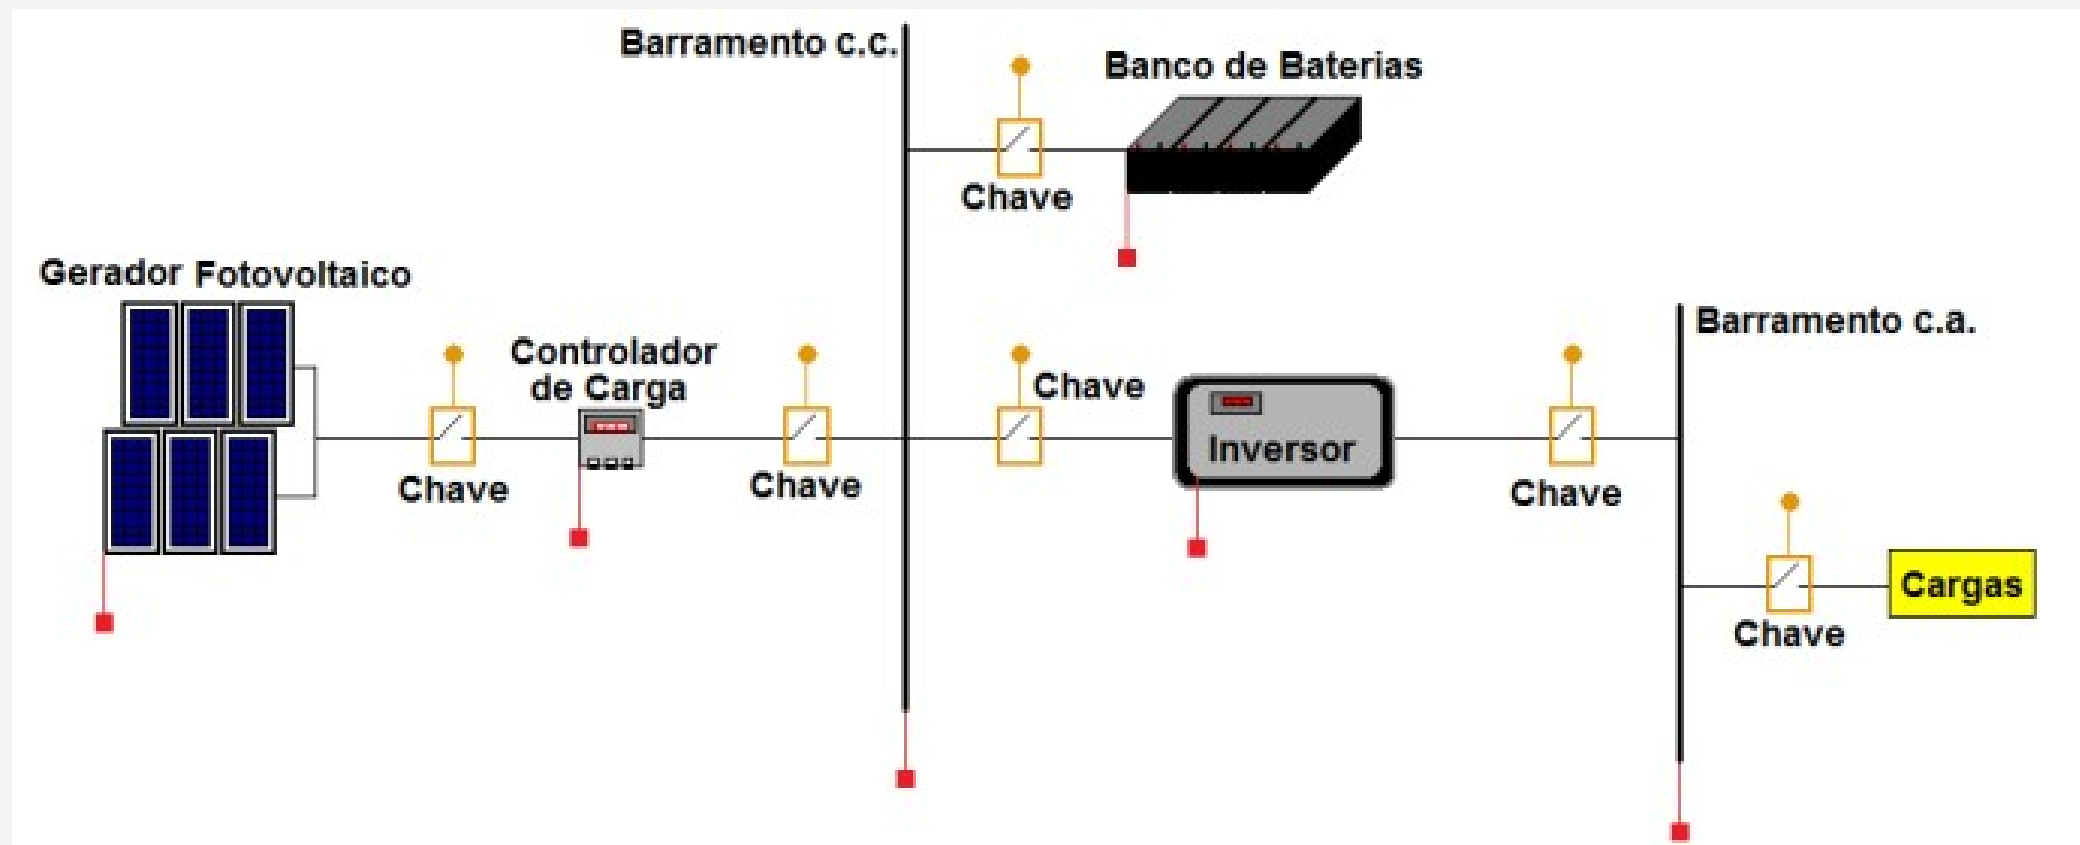 Barramento c.c.
Banco de Baterias
Chave
Gerador Fotovoltaico
Controlador
de Carga
Chave
Chave
Chave
Inversor
Chave
Barramento c.a.
Chave
Cargas